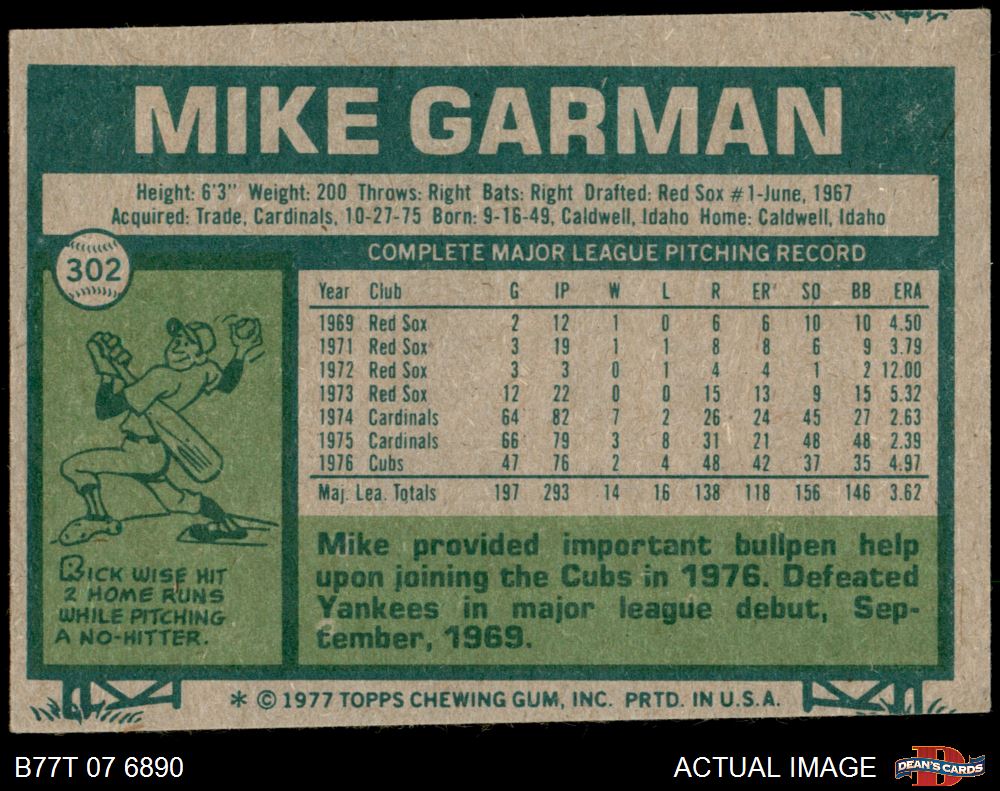 MIKE GARMAN
Height: 6'3" Weight: 200 Throws: Right Bats: Right Drafted: Red Sox #1-June, 1967
Acquired: Trade, Cardinals, 10-27-75 Born: 9-16-49, Caldwell, Idaho Home: Caldwell, Idaho
302
COMPLETE MAJOR LEAGUE PITCHING RECORD
Year Club G IP W L R ER SO BB ERA
1969 Red Sox 2 12 1 0 6 6 10 10 4.50
1971 Red Sox 3 19 1 1 8 8 6 9 3.79
1972 Red Sox 3 3 0 1 4 4 1 2 12.00
1973 Red Sox 12 22 0 0 15 13 9 15 5.32
1974 Cardinals 64 82 7 2 26 24 45 27 2.63
1975 Cardinals 66 79 3 8 31 21 48 48 2.39
1976 Cubs 47 76 2 4 48 42 37 35 4.97
Maj. Lea. Totals 197 293 14 16 138 118 156 146 3.62
RICK WISE HIT
2 HOME RUNS
WHILE PITCHING
A NO-HITTER.
Mike provided important bullpen help
upon joining the Cubs in 1976. Defeated
Yankees in major league debut, Sep-
tember, 1969.
* © 1977 TOPPS CHEWING GUM, INC. PRTD. IN U.S.A.
B77T 07 6890
ACTUAL IMAGE
DEAN'S CARDS